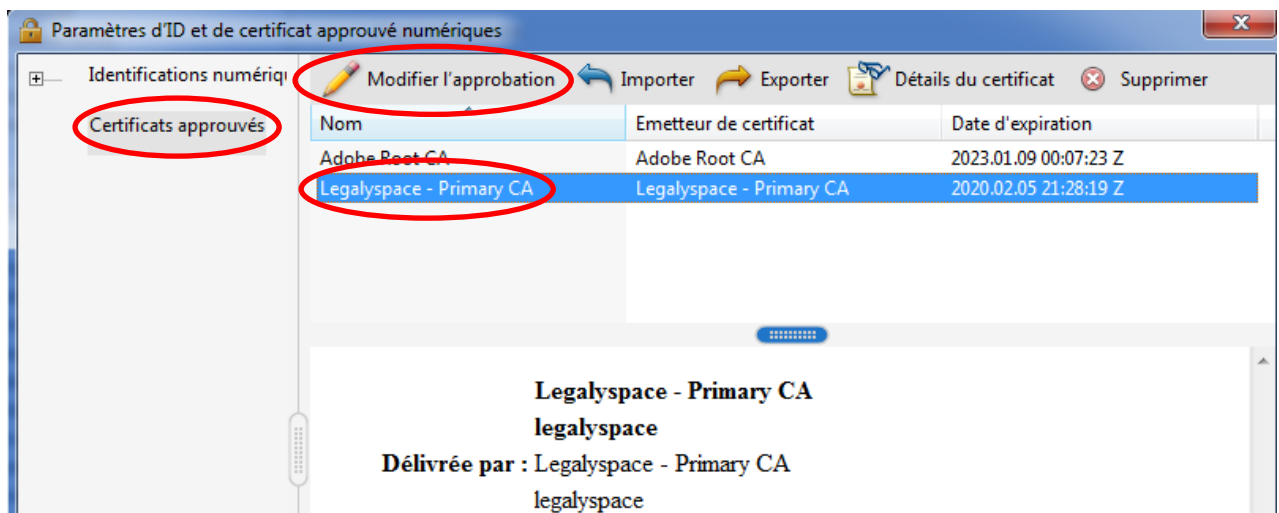 Paramètres d'ID et de certificat approuvé numériques
Identifications numériqu
Modifier l'approbation Importer Exporter Détails du certificat Supprimer
Certificats approuvés
Nom Emetteur de certificat Date d'expiration
Adobe Root CA Adobe Root CA 2023.01.09 00:07:23 Z
Legalyspace - Primary CA Legalyspace - Primary CA 2020.02.05 21:28:19 Z
Legalyspace - Primary CA
legalyspace
Délivrée par : Legalyspace - Primary CA
legalyspace